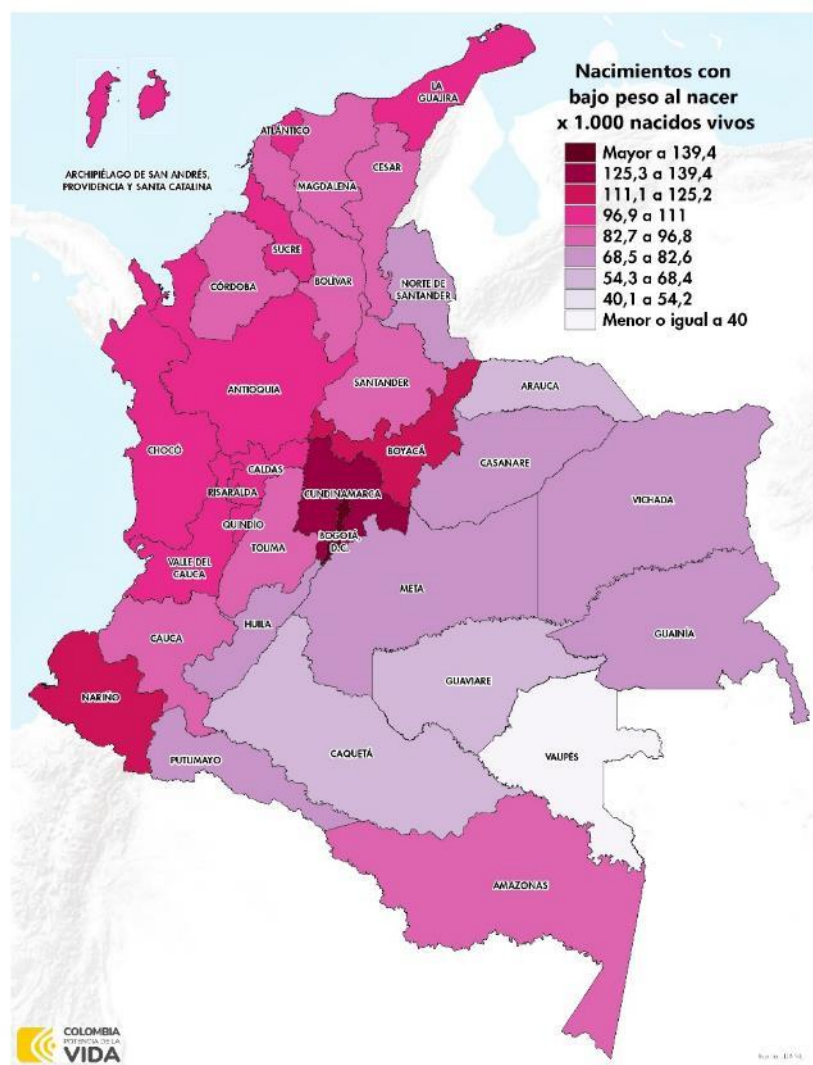 Nacimientos con
bajo peso al nacer
x 1.000 nacidos vivos
Mayor a 139,4
125,3 a 139,4
111,1 a 125,2
96,9 a 111
82,7 a 96,8
68,5 a 82,6
54,3 a 68,4
40,1 a 54,2
Menor o igual a 40
ARCHIPIÉLAGO DE SAN ANDRÉS,
PROVIDENCIA Y SANTA CATALINA
LA
GUAJIRA
ATLÁNTICO
MAGDALENA
CESAR
SUCRE
CÓRDOBA
BOLÍVAR
NORTE DE
SANTANDER
ANTIOQUIA
SANTANDER
ARAUCA
CHOCÓ
BOYACÁ
CASANARE
CALDAS
RISARALDA
CUNDINAMARCA
VICHADA
QUINDÍO
BOGOTÁ,
D.C.
TOLIMA
VALLE DEL
CAUCA
META
HUILA
CAUCA
GUAINÍA
GUAVIARE
NARIÑO
VAUPÉS
CAQUETÁ
PUTUMAYO
AMAZONAS
COLOMBIA
POTENCIA DE LA
VIDA